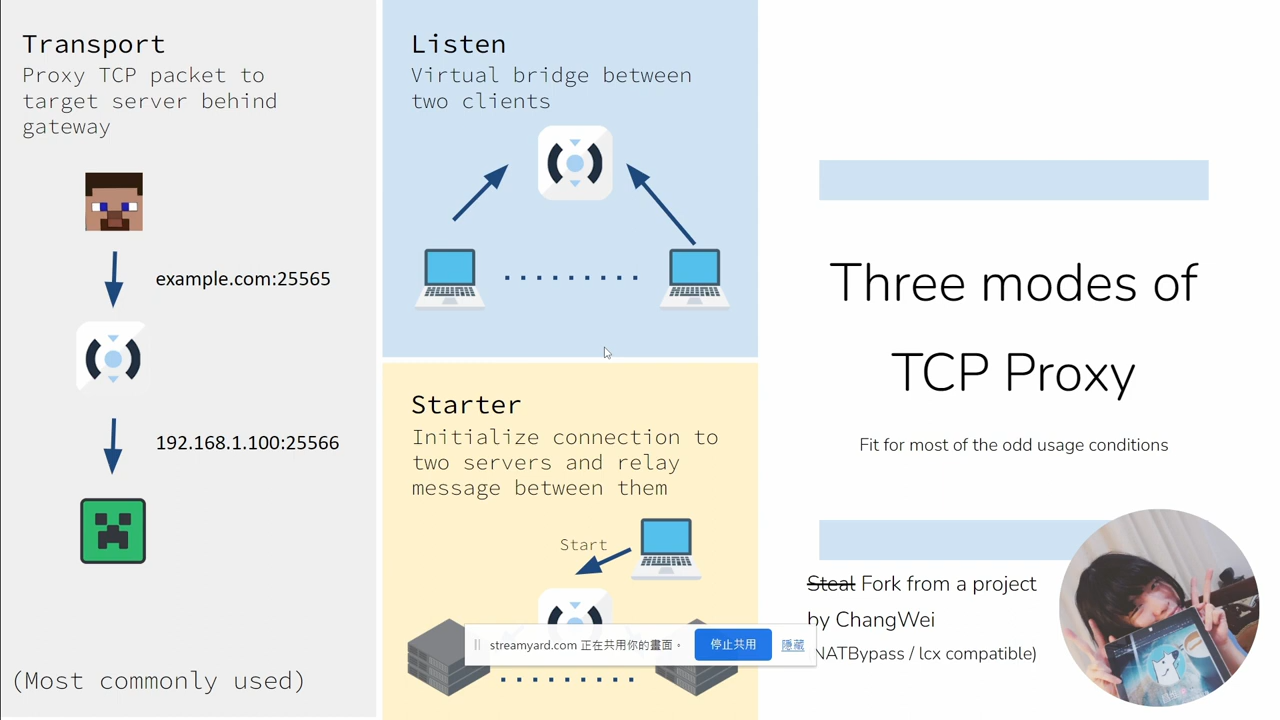 Transport
Proxy TCP packet to
target server behind
gateway
example.com:25565
192.168.1.100:25566
(Most commonly used)
Listen
Virtual bridge between
two clients
Starter
Initialize connection to
two servers and relay
message between them
Start
streamyard.com 正在共用你的畫面。
停止共用
隱藏
Three modes of
TCP Proxy
Fit for most of the odd usage conditions
Steal Fork from a project
by ChangWei
NATBypass / lcx compatible)